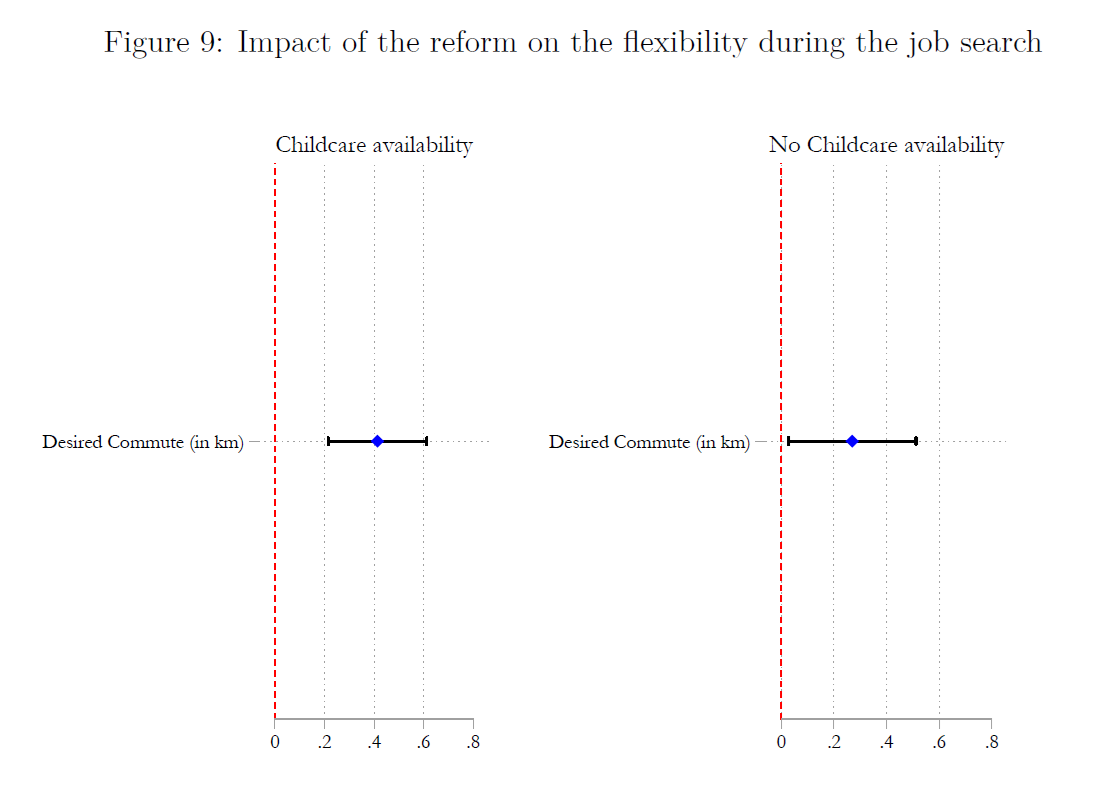 Figure 9: Impact of the reform on the flexibility during the job search
Childcare availability
Desired Commute (in km)
0 .2 .4 .6 .8
No Childcare availability
Desired Commute (in km)
0 .2 .4 .6 .8